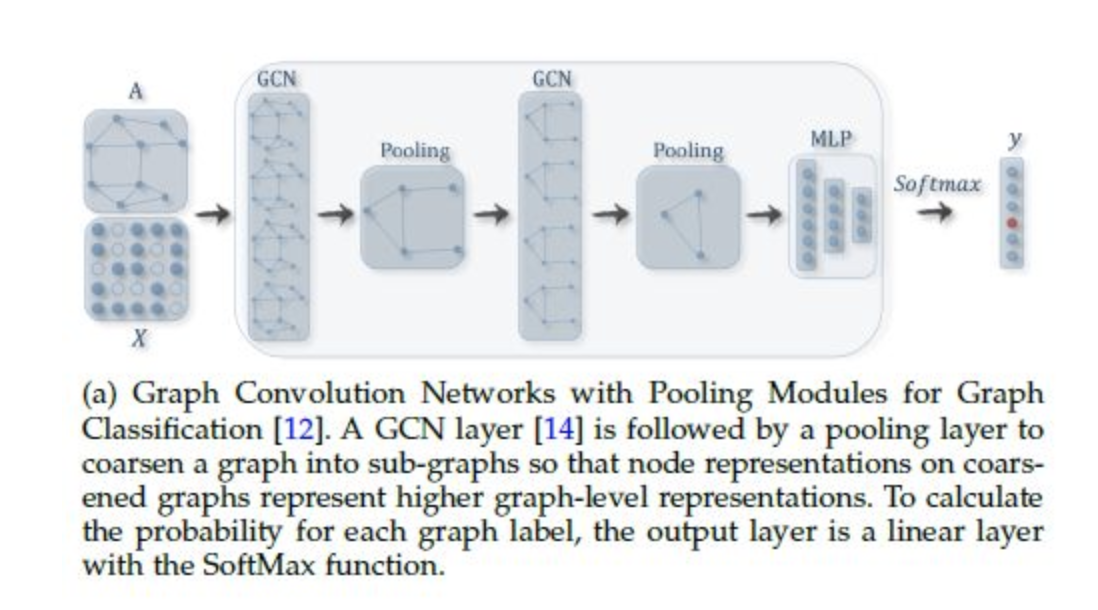 A
X
GCN
Pooling
GCN
Pooling
MLP
Softmax
y
(a) Graph Convolution Networks with Pooling Modules for Graph
Classification [12]. A GCN layer [14] is followed by a pooling layer to
coarsen a graph into sub-graphs so that node representations on coars-
ened graphs represent higher graph-level representations. To calculate
the probability for each graph label, the output layer is a linear layer
with the SoftMax function.